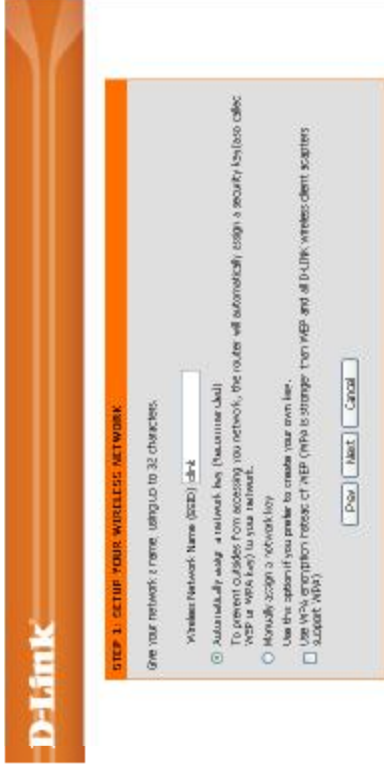 D-Link
STEP 1: SETUP YOUR WIRELESS NETWORK
Give your network a name, using up to 32 characters.
Wireless Network Name (SSID) dlink
Automatically assign a network key (Recommended)
To prevent outsides from accessing you network, the router will automatically assign a security key(also called
WEP or WPA key) to your network.
Manually assign a network key
Use this option if you prefer to create your own key.
Use WPA encryption instead of WEP (WPA is stronger than WEP and all D-Link wireless client adapters
support WPA)
Prev Next Cancel